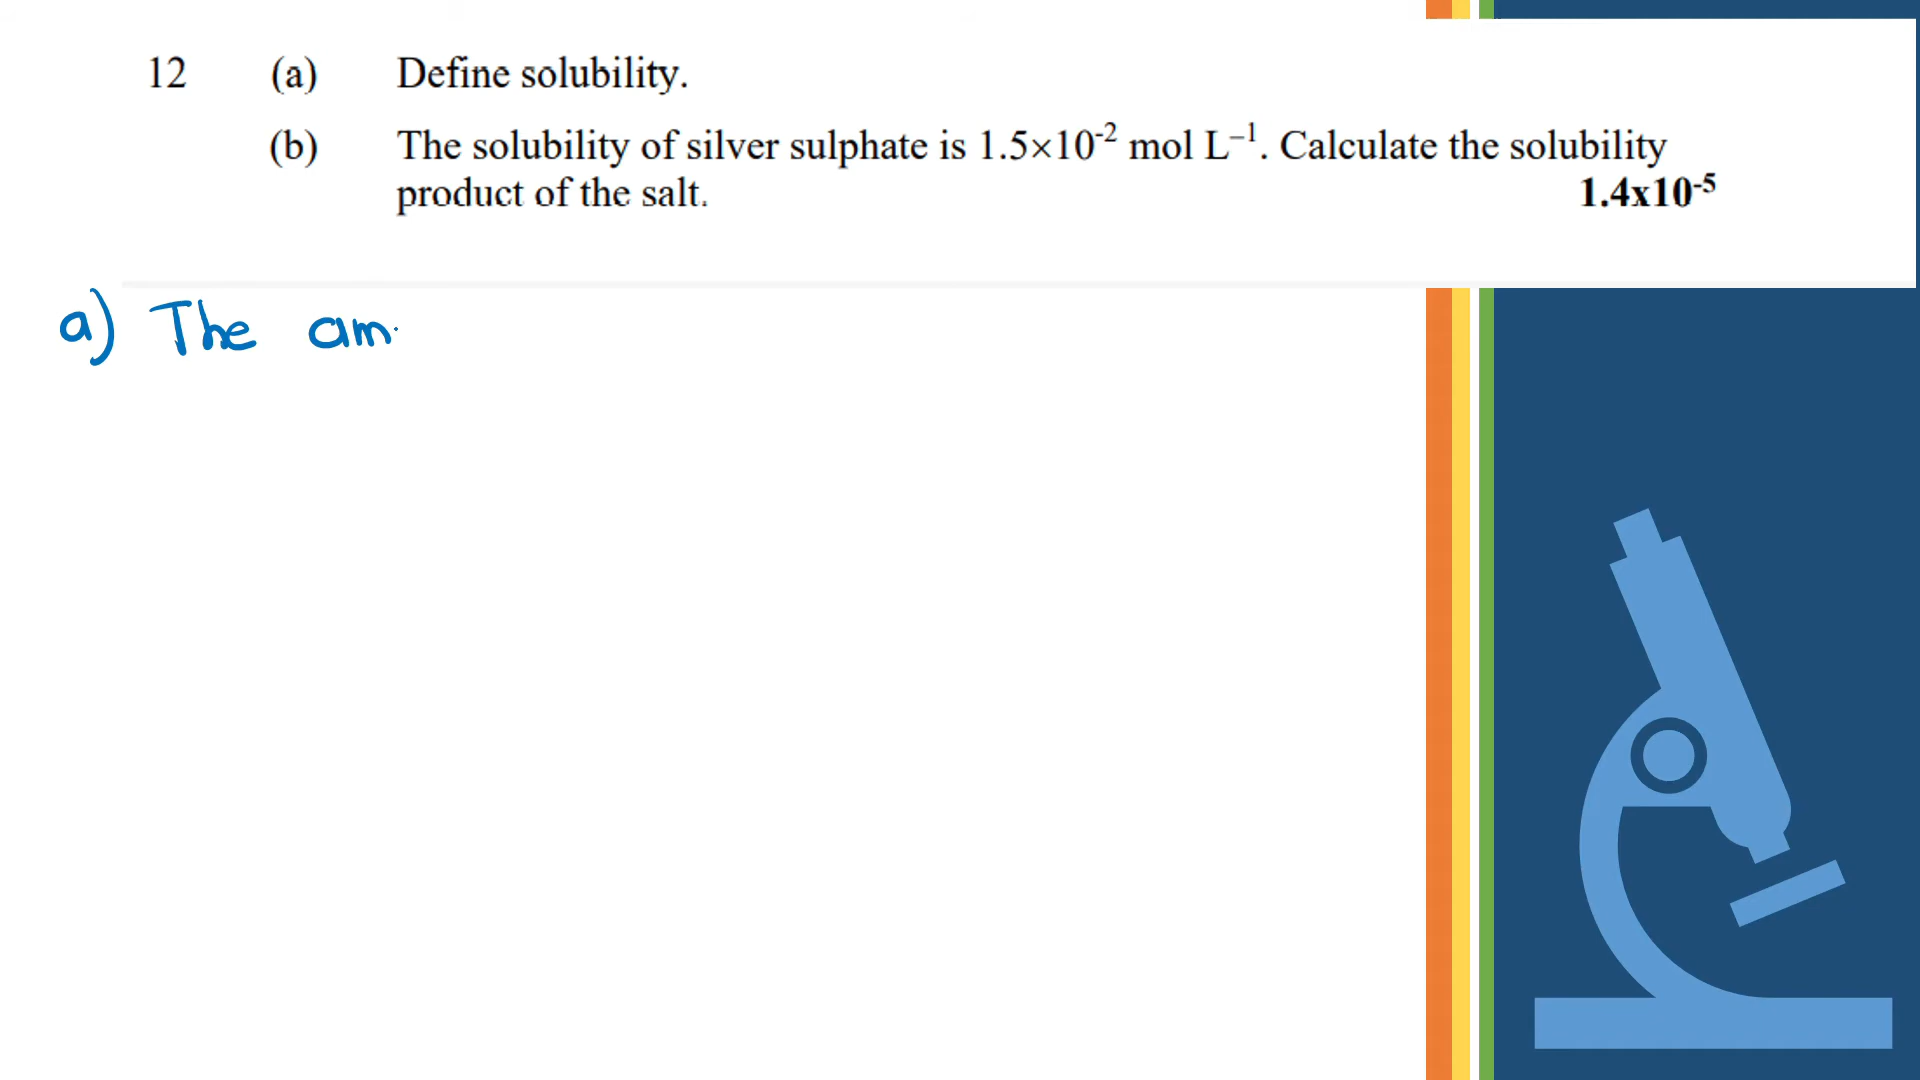 12 (a) Define solubility.
(b) The solubility of silver sulphate is 1.5×10⁻² mol L⁻¹. Calculate the solubility
product of the salt. 1.4x10⁻⁵
a) The am